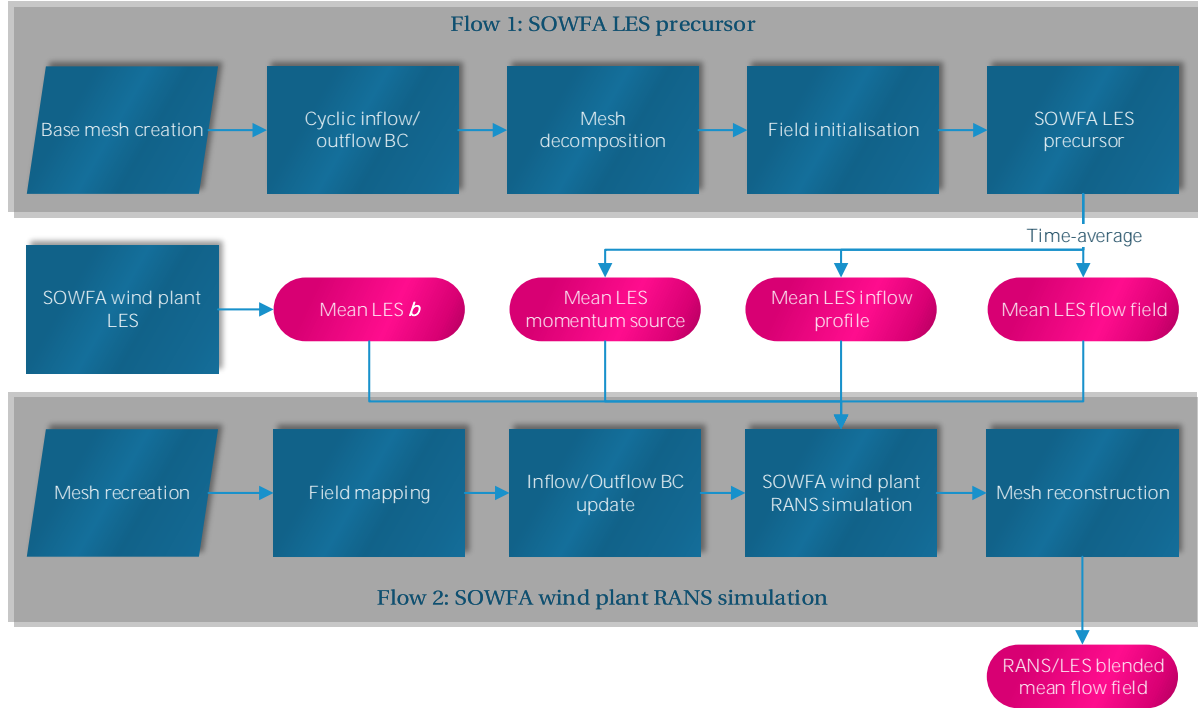 Flow 1: SOWFA LES precursor
Base mesh creation
Cyclic inflow/
outflow BC
Mesh
decomposition
Field initialisation
SOWFA LES
precursor
Time-average
SOWFA wind plant
LES
Mean LES b
Mean LES
momentum source
Mean LES inflow
profile
Mean LES flow field
Mesh recreation
Field mapping
Inflow/Outflow BC
update
SOWFA wind plant
RANS simulation
Mesh reconstruction
Flow 2: SOWFA wind plant RANS simulation
RANS/LES blended
mean flow field